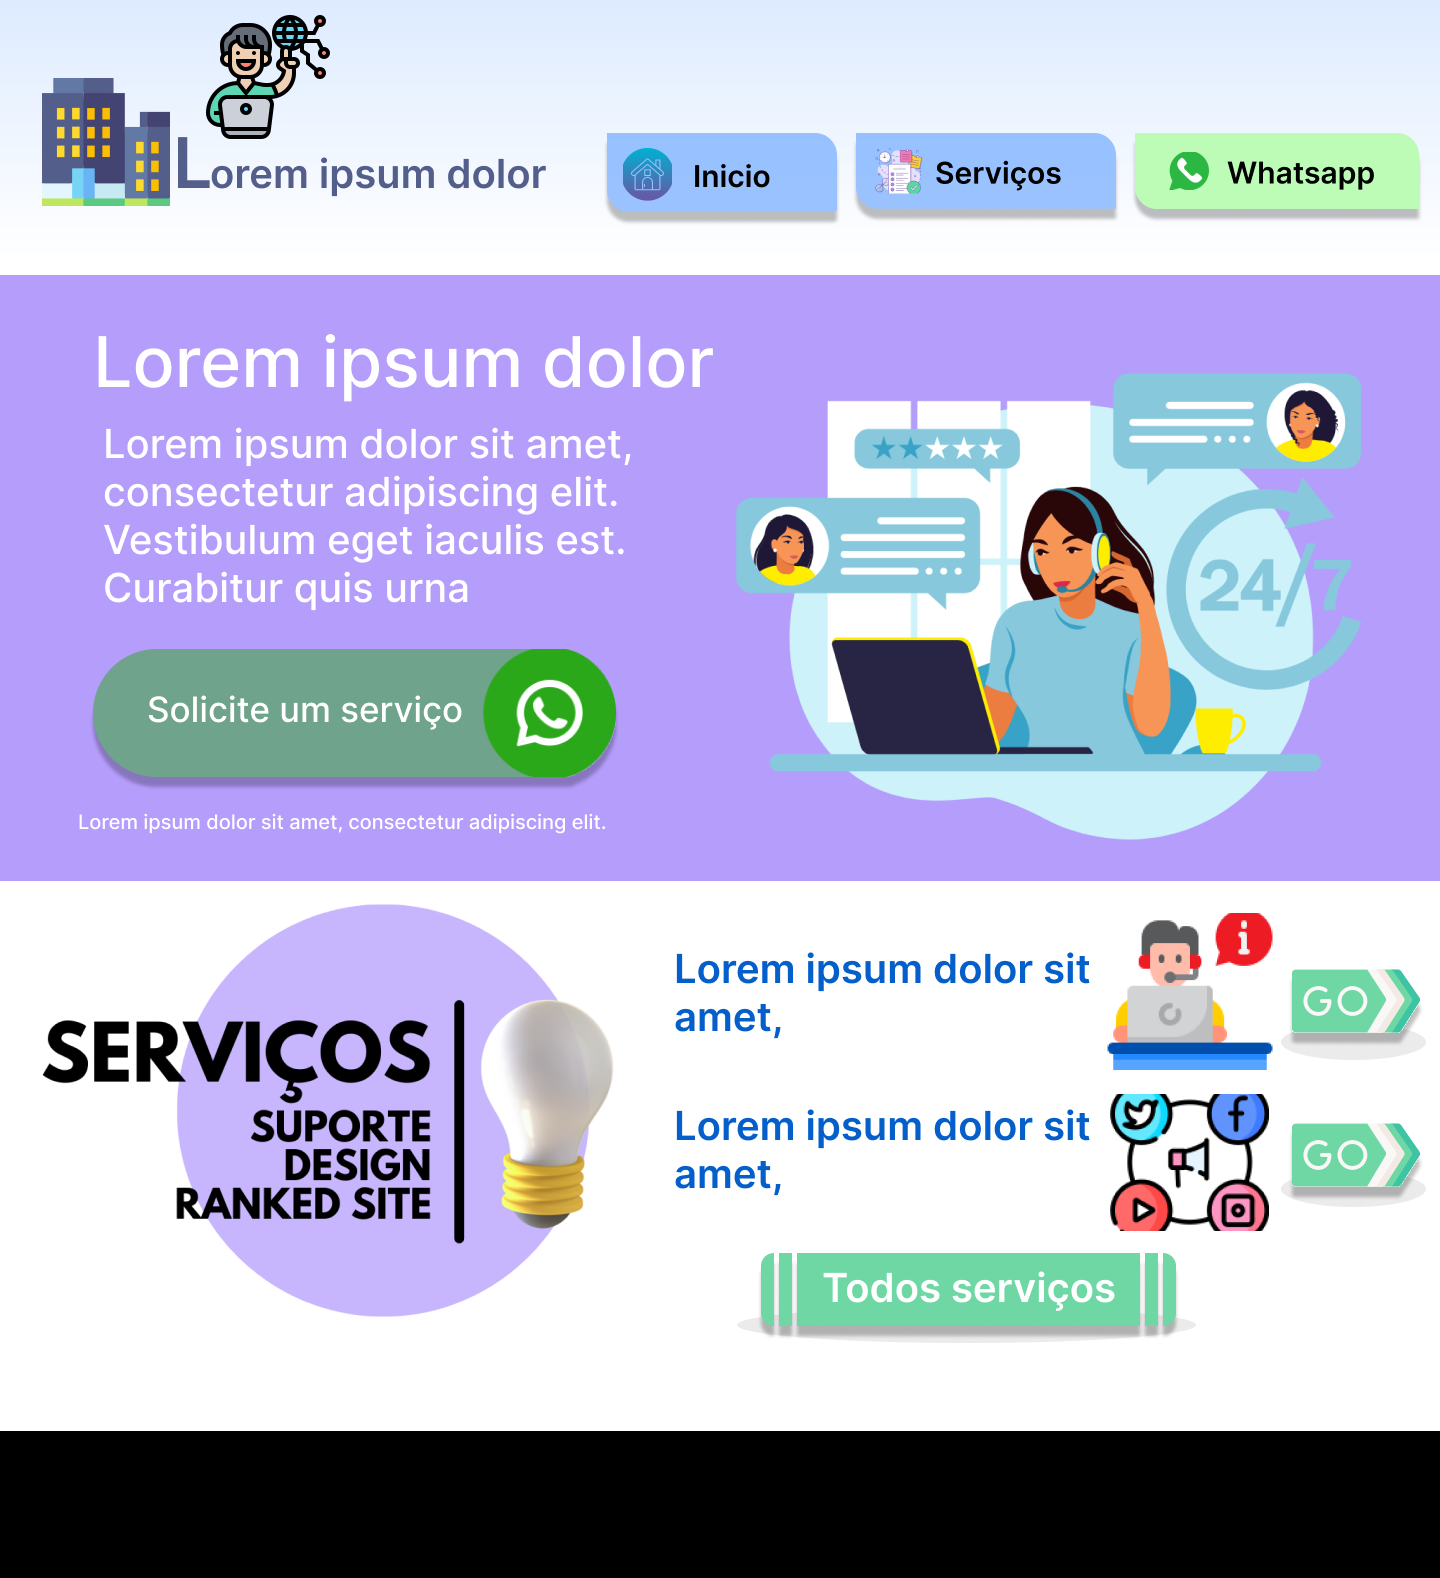 Lorem ipsum dolor
Inicio
Serviços
Whatsapp
Lorem ipsum dolor
Lorem ipsum dolor sit amet,
consectetur adipiscing elit.
Vestibulum eget iaculis est.
Curabitur quis urna
Solicite um serviço
Lorem ipsum dolor sit amet, consectetur adipiscing elit.
24/7
SERVIÇOS
SUPORTE
DESIGN
RANKED SITE
Lorem ipsum dolor sit
amet,
i
GO
Lorem ipsum dolor sit
amet,
GO
Todos serviços